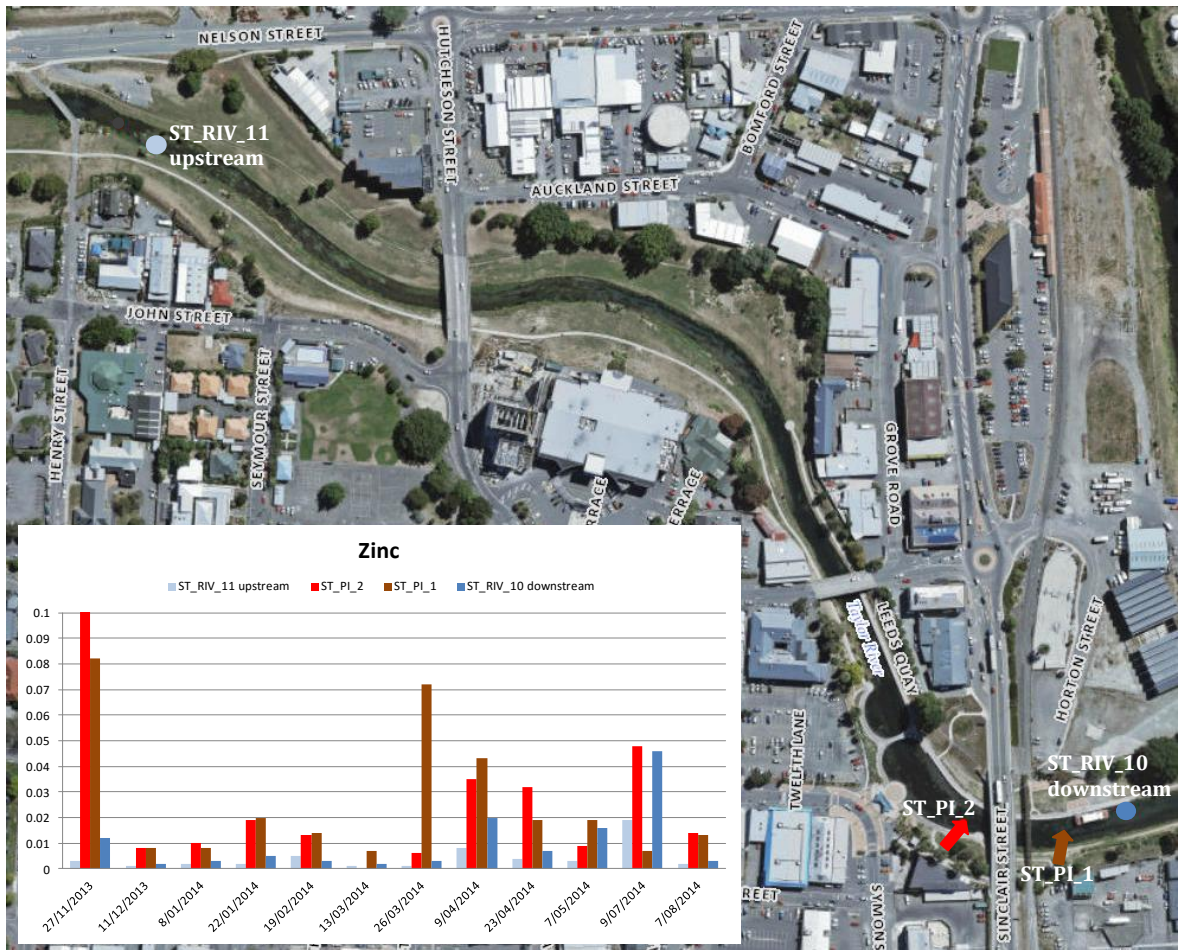 NELSON STREET
HUTCHESON STREET
BOMFORD STREET
ST_RIV_11
upstream
AUCKLAND STREET
JOHN STREET
HENRY STREET
SEYMOUR STREET
GROVE ROAD
ERRACE
ERRACE
Taylor River
LEEDS QUAY
HORTON STREET
TWELFTH LANE
ST_RIV_10
downstream
ST_PI_2
ST_PI_1
SINCLAIR STREET
SYMONS
REET
Zinc
ST_RIV_11 upstream ST_PI_2 ST_PI_1 ST_RIV_10 downstream
0.1
0.09
0.08
0.07
0.06
0.05
0.04
0.03
0.02
0.01
0
27/11/2013 11/12/2013 8/01/2014 22/01/2014 19/02/2014 13/03/2014 26/03/2014 9/04/2014 23/04/2014 7/05/2014 9/07/2014 7/08/2014